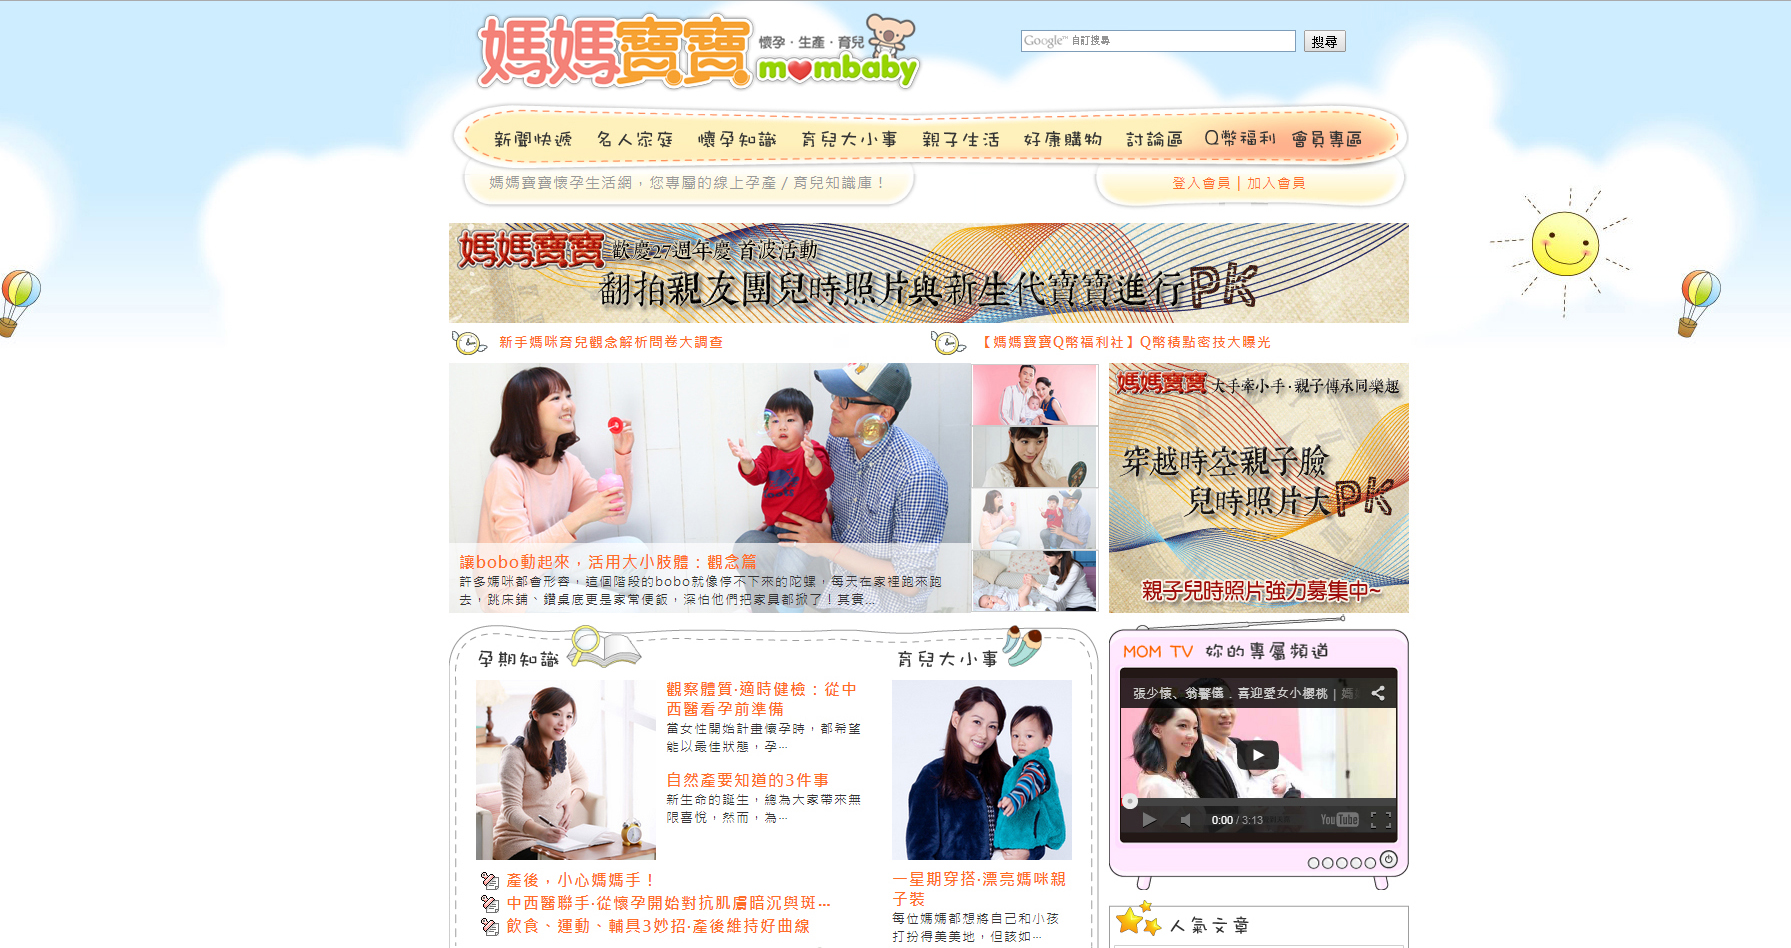 媽媽寶寶 懷孕·生產·育兒
mombaby
Google™ 自訂搜尋
搜尋
新聞快遞 名人家庭 懷孕知識 育兒大小事 親子生活 好康購物 討論區 Q幣福利 會員專區
媽媽寶寶懷孕生活網，您專屬的線上孕產 / 育兒知識庫！
登入會員 | 加入會員
媽媽寶寶 歡慶27週年慶 首波活動
翻拍親友團兒時照片與新生代寶寶進行PK
新手媽咪育兒觀念解析問卷大調查
【媽媽寶寶Q幣福利社】Q幣積點密技大曝光
讓bobo動起來，活用大小肢體：觀念篇
許多媽咪都會形容，這個階段的bobo就像停不下來的陀螺，每天在家裡跑來跑
去，跳床鋪、鑽桌底更是家常便飯，深怕他們把家具都掀了！其實...
媽媽寶寶 大手牽小手·親子傳承同樂趣
穿越時空親子臉
兒時照片大PK
親子兒時照片強力募集中~
孕期知識
觀察體質‧適時健檢：從中
西醫看孕前準備
當女性開始計畫懷孕時，都希望
能以最佳狀態，孕…
自然產要知道的3件事
新生命的誕生，總為大家帶來無
限喜悅，然而，為…
產後，小心媽媽手！
中西醫聯手‧從懷孕開始對抗肌膚暗沉與斑…
飲食、運動、輔具3妙招‧產後維持好曲線
育兒大小事
一星期穿搭‧漂亮媽咪親
子裝
每位媽媽都想將自己和小孩
打扮得美美地，但該如…
MOM TV 妳的專屬頻道
張少懷、翁馨儀．喜迎愛女小櫻桃 | 媽
0:00 / 3:13
YouTube
人氣文章